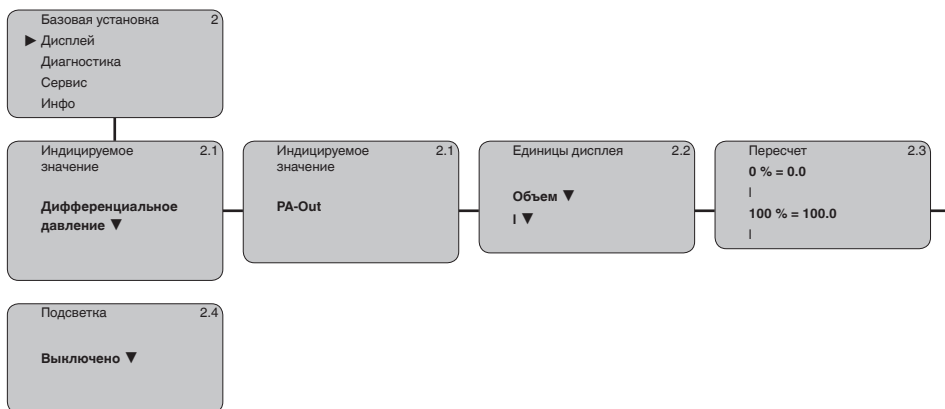 Базовая установка 2
▶ Дисплей
Диагностика
Сервис
Инфо
Индицируемое 2.1
значение
Дифференциальное
давление ▼
Индицируемое 2.1
значение
PA-Out
Единицы дисплея 2.2
Объем ▼
l ▼
Пересчет 2.3
0 % = 0.0
l
100 % = 100.0
l
Подсветка 2.4
Выключено ▼